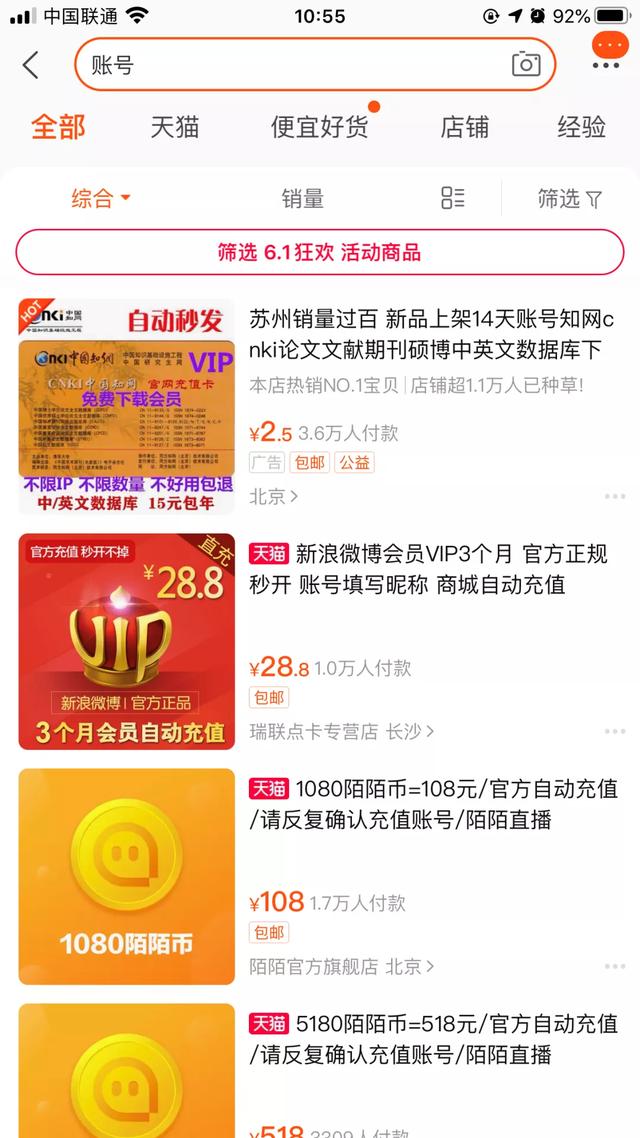 中国联通
10:55
92%
账号
全部 天猫 便宜好货 店铺 经验
综合 销量 筛选
筛选 6.1狂欢 活动商品
HOT
cnki 中国知网
自动秒发
cnki中国知网
VIP
CNKI中国知网 官网充值卡
免费下载会员
不限IP 不限数量 不好用包退
中/英文数据库 15元包年
苏州销量过百 新品上架14天账号知网c
nki论文文献期刊硕博中英文数据库下
本店热销NO.1宝贝 店铺超1.1万人已种草!
¥2.5 3.6万人付款
广告 包邮 公益
北京
官方充值 秒开不掉
直充
¥28.8
VIP
新浪微博 官方正品
3个月会员自动充值
天猫 新浪微博会员VIP3个月 官方正规
秒开 账号填写昵称 商城自动充值
¥28.8 1.0万人付款
包邮
瑞联点卡专营店 长沙
1080陌陌币
天猫 1080陌陌币=108元/官方自动充值
/请反复确认充值账号/陌陌直播
¥108 1.7万人付款
包邮
陌陌官方旗舰店 北京
天猫 5180陌陌币=518元/官方自动充值
/请反复确认充值账号/陌陌直播
¥518 3309人付款